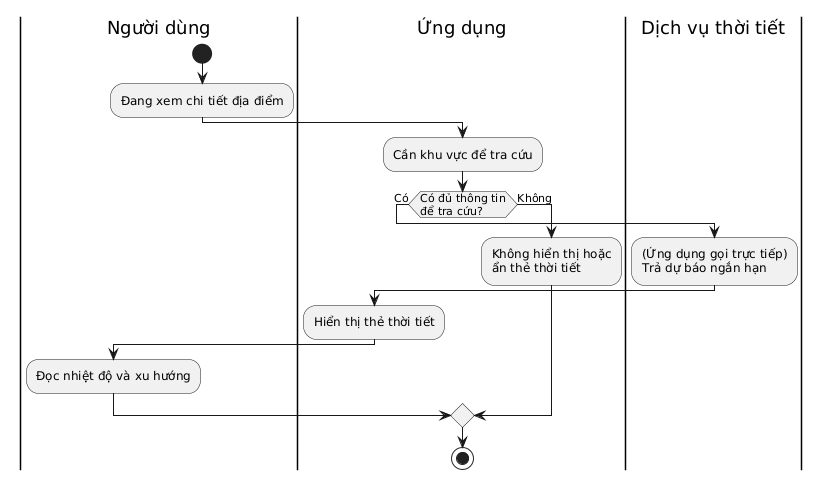 Người dùng
Ứng dụng
Dịch vụ thời tiết
Đang xem chi tiết địa điểm
Cần khu vực để tra cứu
Có
Có đủ thông tin
để tra cứu?
Không
Không hiển thị hoặc
ẩn thẻ thời tiết
(Ứng dụng gọi trực tiếp)
Trả dự báo ngắn hạn
Hiển thị thẻ thời tiết
Đọc nhiệt độ và xu hướng